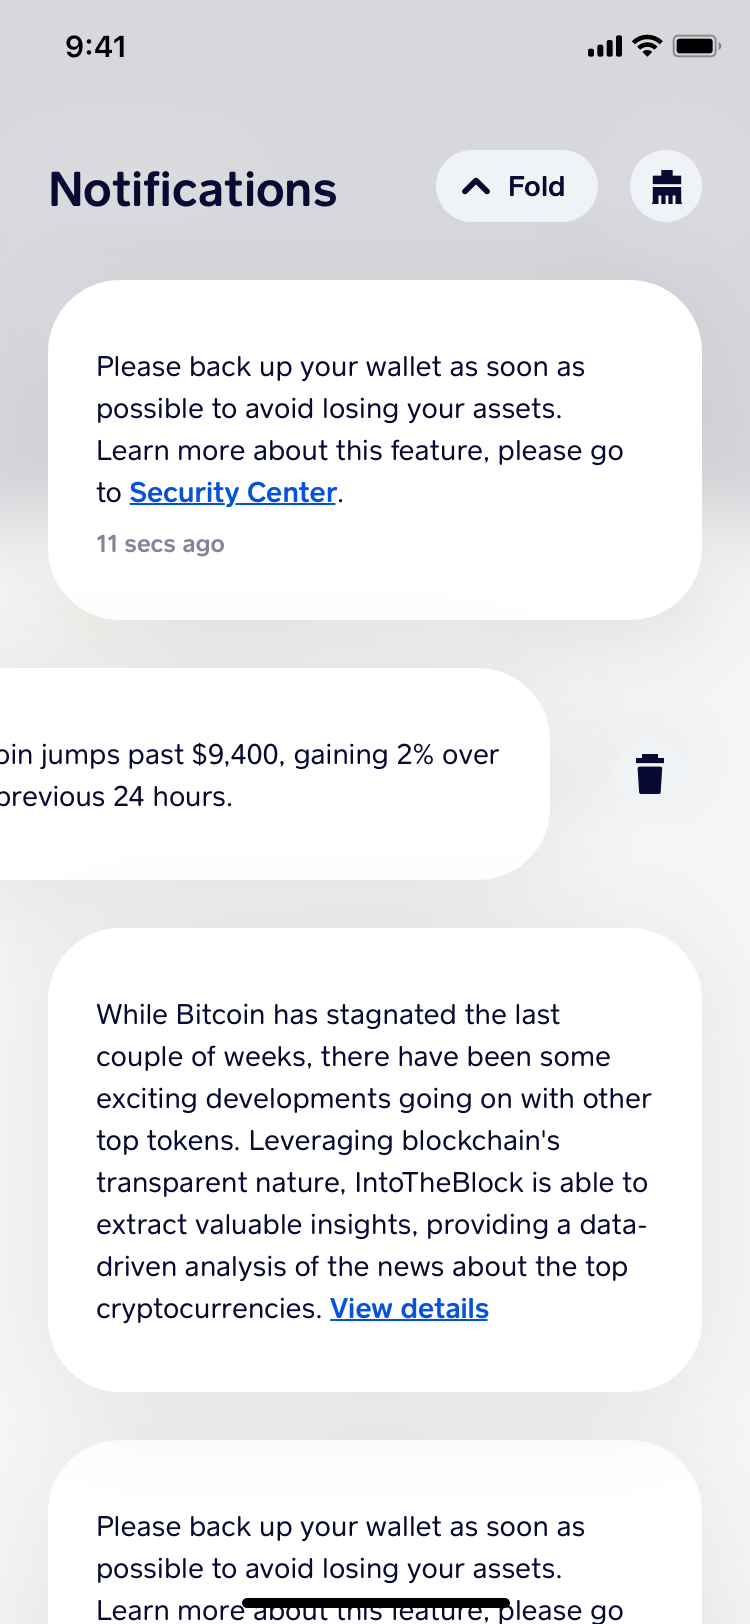 9:41
Notifications
Fold
Please back up your wallet as soon as
possible to avoid losing your assets.
Learn more about this feature, please go
to Security Center.
11 secs ago
oin jumps past $9,400, gaining 2% over
previous 24 hours.
While Bitcoin has stagnated the last
couple of weeks, there have been some
exciting developments going on with other
top tokens. Leveraging blockchain's
transparent nature, IntoTheBlock is able to
extract valuable insights, providing a data-
driven analysis of the news about the top
cryptocurrencies. View details
Please back up your wallet as soon as
possible to avoid losing your assets.
Learn more about this feature, please go